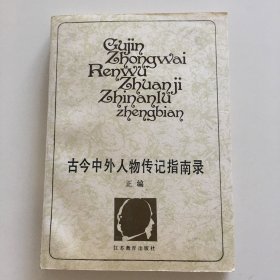 Gujin
Zhongwai
Renwu
Zhuanji
Zhinanlu
zhengbian
古今中外人物传记指南录
正编
江苏教育出版社